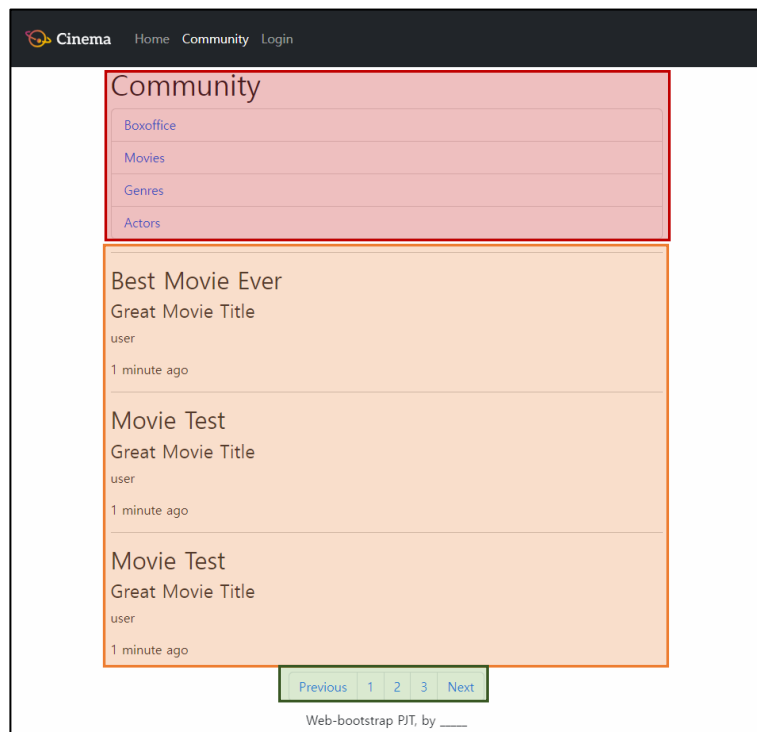 Cinema Home Community Login
Community
Boxoffice
Movies
Genres
Actors
Best Movie Ever
Great Movie Title
user
1 minute ago
Movie Test
Great Movie Title
user
1 minute ago
Movie Test
Great Movie Title
user
1 minute ago
Previous 1 2 3 Next
Web-bootstrap PJT, by _____